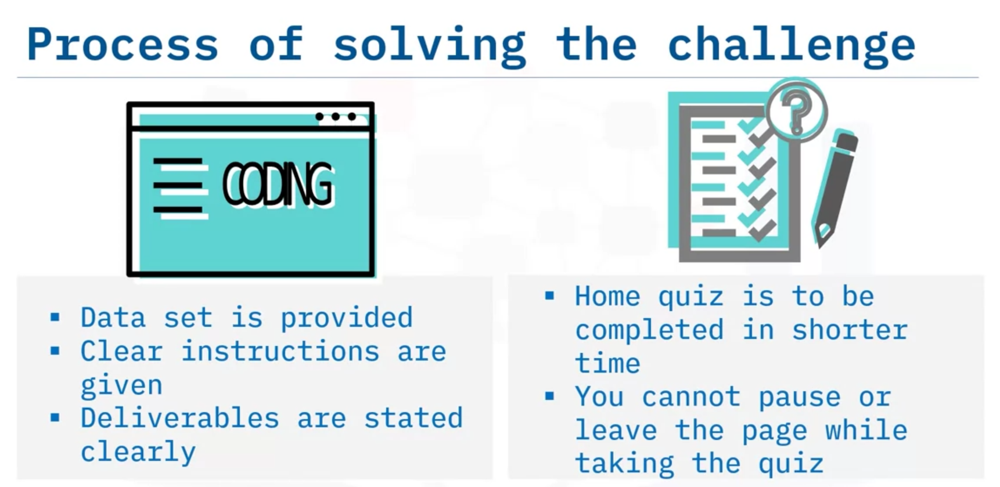 Process of solving the challenge
CODING
?
▪ Data set is provided
▪ Clear instructions are
given
▪ Deliverables are stated
clearly
▪ Home quiz is to be
completed in shorter
time
▪ You cannot pause or
leave the page while
taking the quiz